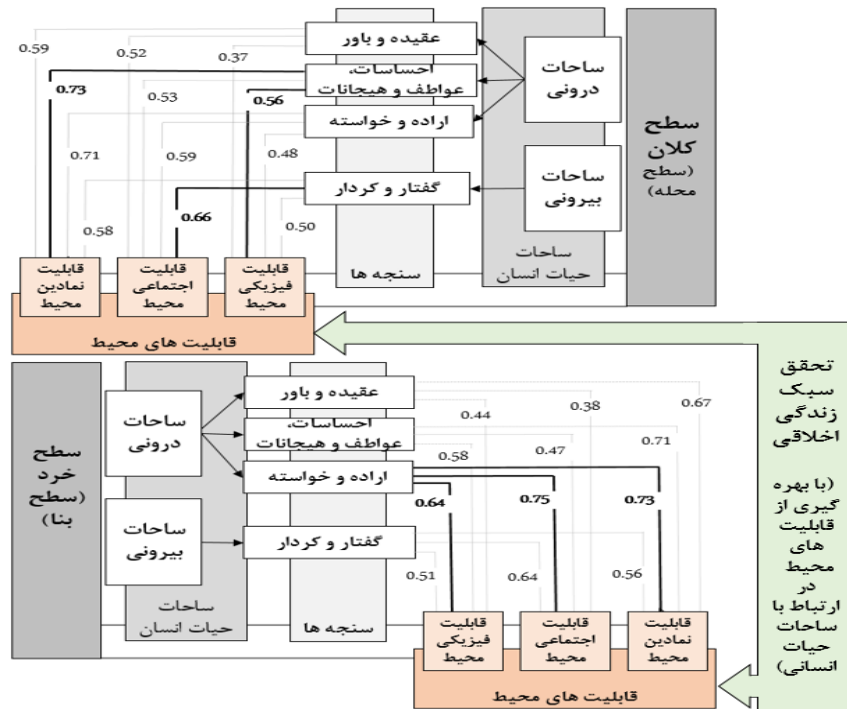 عقیده و باور
احساسات،
عواطف و هیجانات
اراده و خواسته
گفتار و کردار
ساحات
درونی
ساحات
بیرونی
سطح
کلان
(سطح
محله)
0.59
0.52
0.37
0.73
0.53
0.56
0.71
0.59
0.48
0.66
0.58
0.50
قابلیت
نمادین
محیط
قابلیت
اجتماعی
محیط
قابلیت
فیزیکی
محیط
سنجه ها
ساحات
حیات انسان
قابلیت های محیط
سطح
خرد
(سطح
بنا)
ساحات
درونی
ساحات
بیرونی
عقیده و باور
احساسات،
عواطف و هیجانات
اراده و خواسته
گفتار و کردار
0.44
0.38
0.67
0.58
0.47
0.71
0.64
0.75
0.73
0.51
0.64
0.56
ساحات
حیات انسان
سنجه ها
قابلیت
فیزیکی
محیط
قابلیت
اجتماعی
محیط
قابلیت
نمادین
محیط
قابلیت های محیط
تحقق
سبک
زندگی
اخلاقی
(با بهره
گیری از
قابلیت
های
محیط
در
ارتباط با
ساحات
حیات
انسانی)